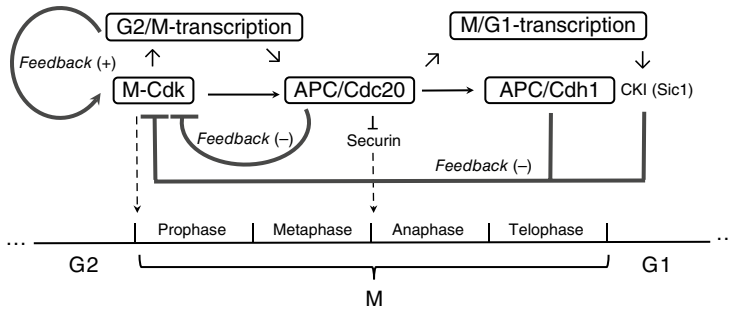 G2/M-transcription
M/G1-transcription
Feedback (+)
M-Cdk
APC/Cdc20
APC/Cdh1
CKI (Sic1)
Feedback (–)
Securin
Feedback (–)
Prophase
Metaphase
Anaphase
Telophase
...
..
G2
G1
M